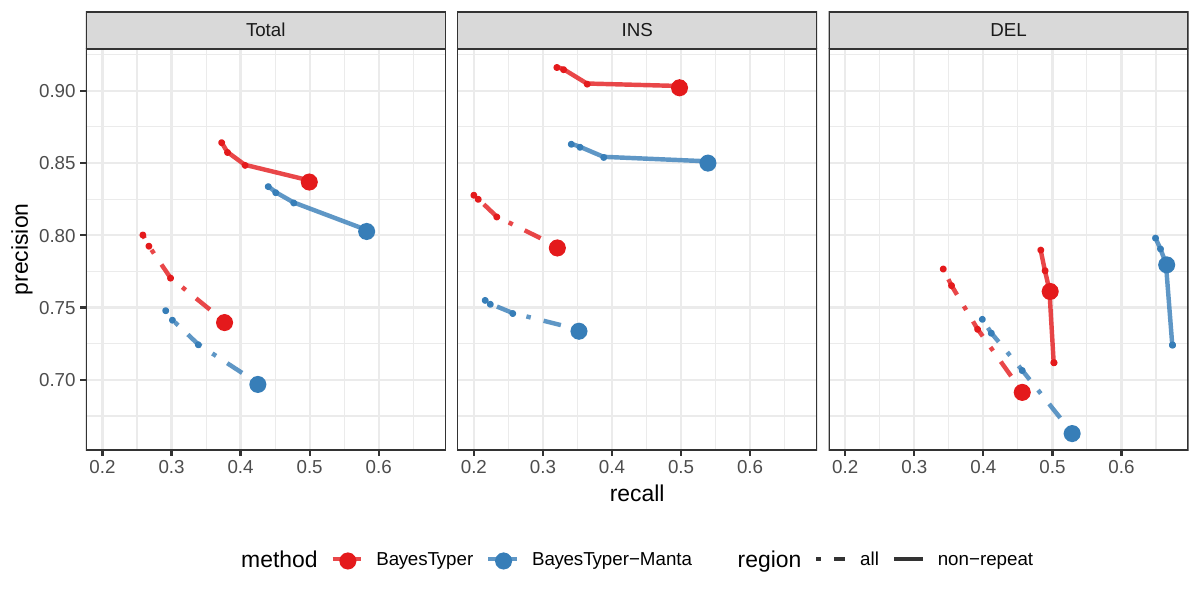 Total INS DEL
precision
0.90
0.85
0.80
0.75
0.70
0.2 0.3 0.4 0.5 0.6 0.2 0.3 0.4 0.5 0.6 0.2 0.3 0.4 0.5 0.6
recall
method BayesTyper BayesTyper−Manta region all non−repeat